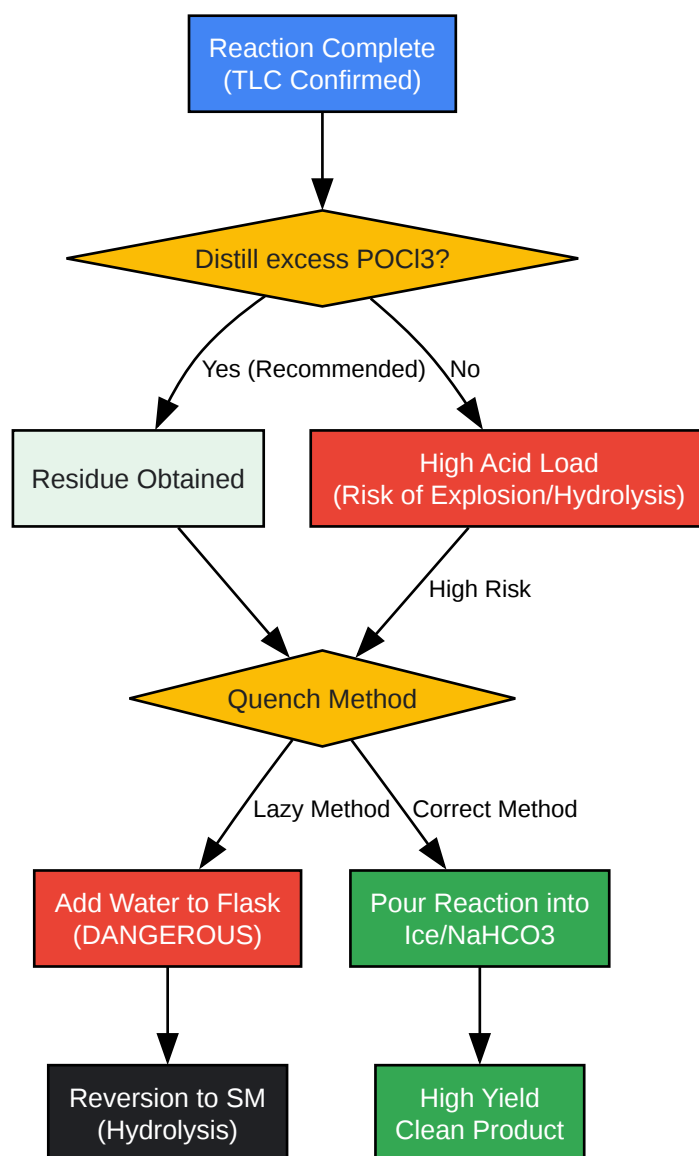 Reaction Complete
(TLC Confirmed)
Distill excess POCl3?
Yes (Recommended)
No
Residue Obtained
High Acid Load
(Risk of Explosion/Hydrolysis)
High Risk
Quench Method
Lazy Method
Correct Method
Add Water to Flask
(DANGEROUS)
Pour Reaction into
Ice/NaHCO3
Reversion to SM
(Hydrolysis)
High Yield
Clean Product